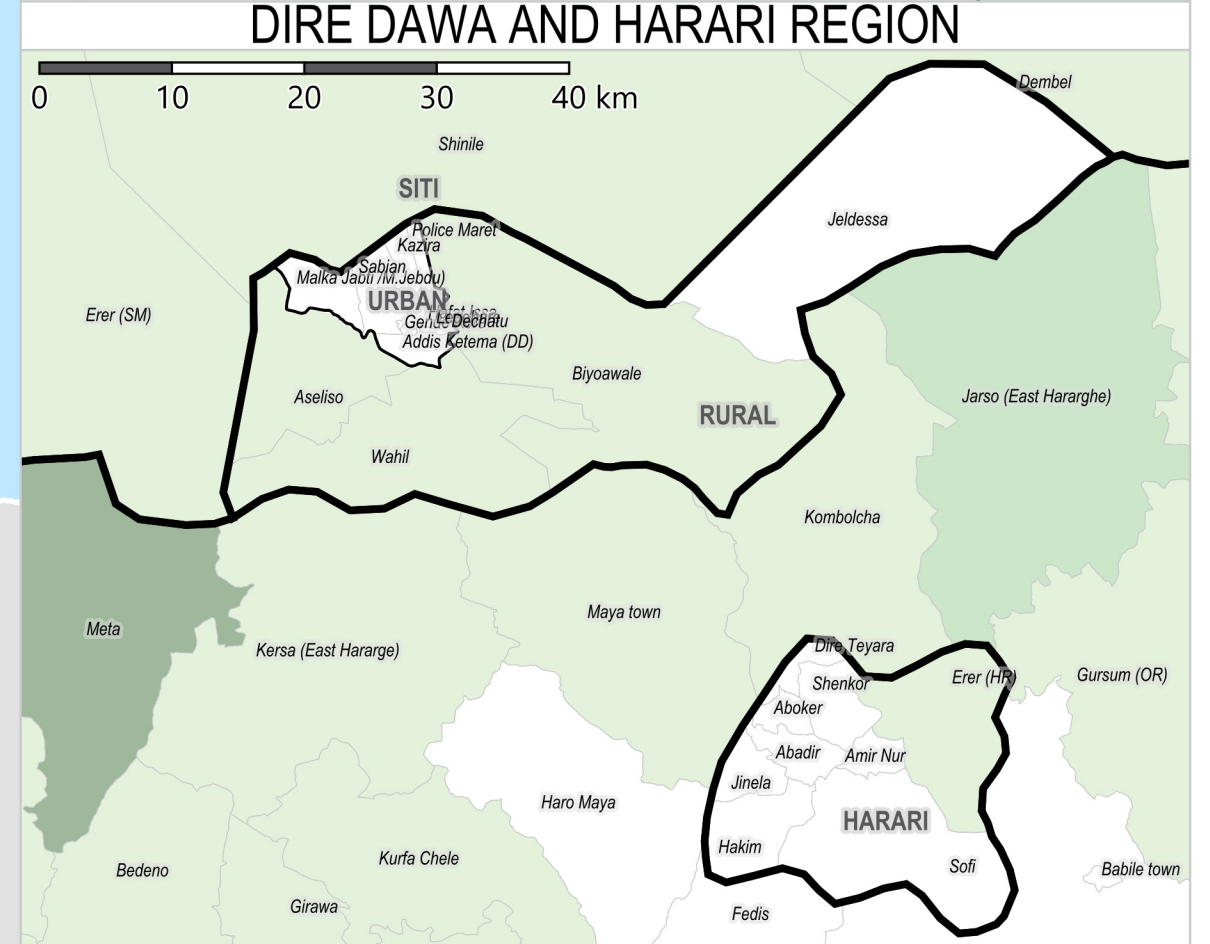 DIRE DAWA AND HARARI REGION
0 10 20 30 40 km
Dembel
Shinile
SITI
Jeldessa
Police Maret
Kazira
Sabian
Malka Jabti /M.Jebdu)
URBAN
Erer (SM)
Dechatu
Addis Ketema (DD)
Biyoawale
Aseliso
Jarso (East Hararghe)
RURAL
Wahil
Kombolcha
Maya town
Meta
Kersa (East Hararge)
Dire Teyara
Shenkor
Erer (HR)
Gursum (OR)
Aboker
Abadir
Amir Nur
Jinela
Haro Maya
HARARI
Hakim
Kurfa Chele
Sofi
Bedeno
Babile town
Girawa
Fedis